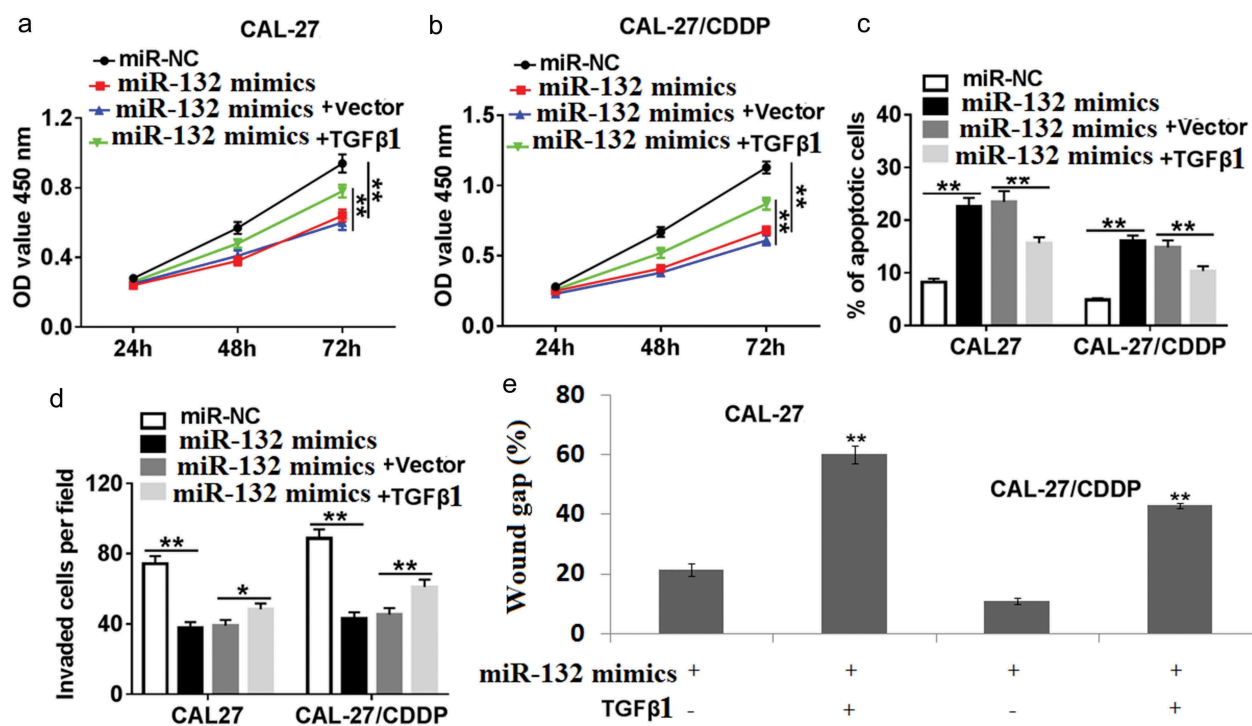 a
CAL-27
miR-NC
miR-132 mimics
miR-132 mimics +vector
miR-132 mimics +TGFβ1
OD value 450 nm
1.2
0.8
0.4
0.0
**
**
24h 48h 72h
b
CAL-27/CDDP
miR-NC
miR-132 mimics
miR-132 mimics +Vector
miR-132 mimics +TGFβ1
OD value 450 nm
1.5
1.0
0.5
0.0
**
**
24h 48h 72h
c
miR-NC
miR-132 mimics
miR-132 mimics +Vector
miR-132 mimics +TGFβ1
% of apoptotic cells
40
30
20
10
0
** **
** **
CAL27 CAL-27/CDDP
d
miR-NC
miR-132 mimics
miR-132 mimics +Vector
miR-132 mimics +TGFβ1
Invaded cells per field
120
80
40
0
** *
** **
CAL27 CAL-27/CDDP
e
Wound gap (%)
80
60
40
20
0
CAL-27
**
CAL-27/CDDP
**
miR-132 mimics + + + +
TGFβ1 - + - +